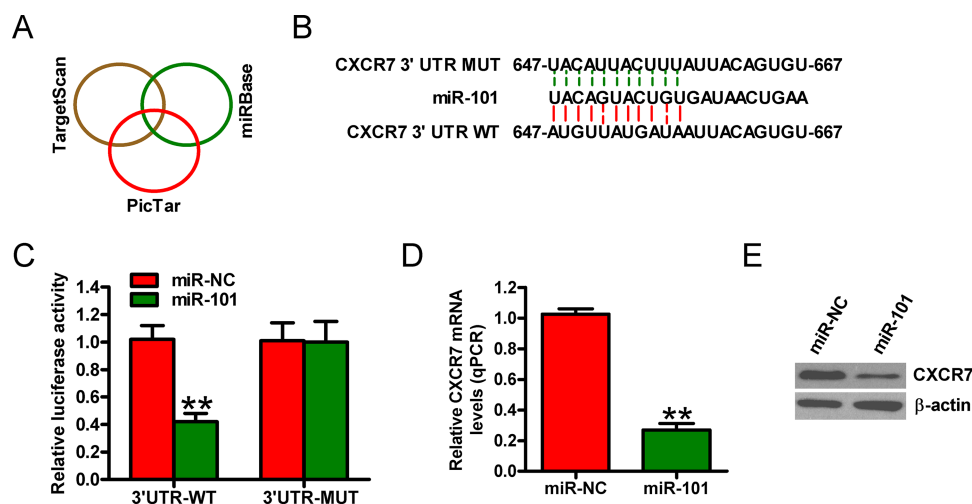 A
TargetScan
miRBase
PicTar
B
CXCR7 3' UTR MUT 647-UACAUUACUUUAUUACAGUGU-667
miR-101 UACAGUACUGUGAUAACUGAA
CXCR7 3' UTR WT 647-AUGUUAUGAUAAUUACAGUGU-667
C
miR-NC
miR-101
Relative luciferase activity
1.4
1.2
1.0
0.8
0.6
0.4
0.2
0.0
**
3'UTR-WT 3'UTR-MUT
D
Relative CXCR7 mRNA
levels (qPCR)
1.2
1.0
0.8
0.6
0.4
0.2
0.0
**
miR-NC miR-101
E
miR-NC miR-101
CXCR7
β-actin